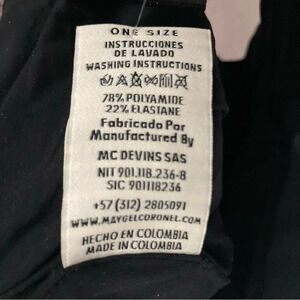 ONE SIZE
INSTRUCCIONES
DE LAVADO
WASHING INSTRUCTIONS
78% POLYAMIDE
22% ELASTANE
Fabricado Por
Manufactured By
MC DEVINS SAS
NIT 901.118.236-8
SIC 901118236
+57 (312) 2805091
WWW.MAYGELCORONEL.COM
HECHO EN COLOMBIA
MADE IN COLOMBIA